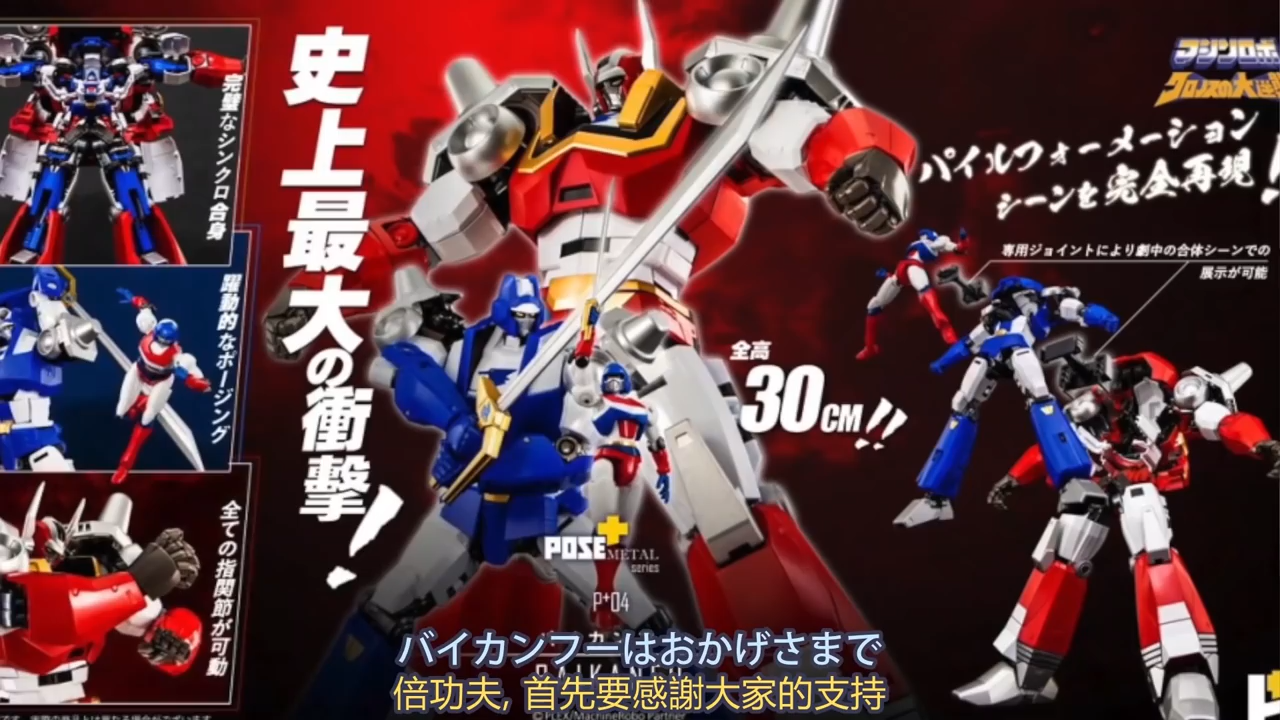 完璧なシンクロ合身
躍動的なポージング
全ての指関節が可動
史上最大の衝撃!
マシンロボ
クロノスの大逆
パイルフォーメーション
シーンを完全再現!
専用ジョイントにより劇中の合体シーンでの
展示が可能
全高
30CM!!
POSE+METAL
series
P+04
バイカンフーはおかげさまで
倍功夫, 首先要感謝大家的支持
©PLEX/MachineRobo Partner